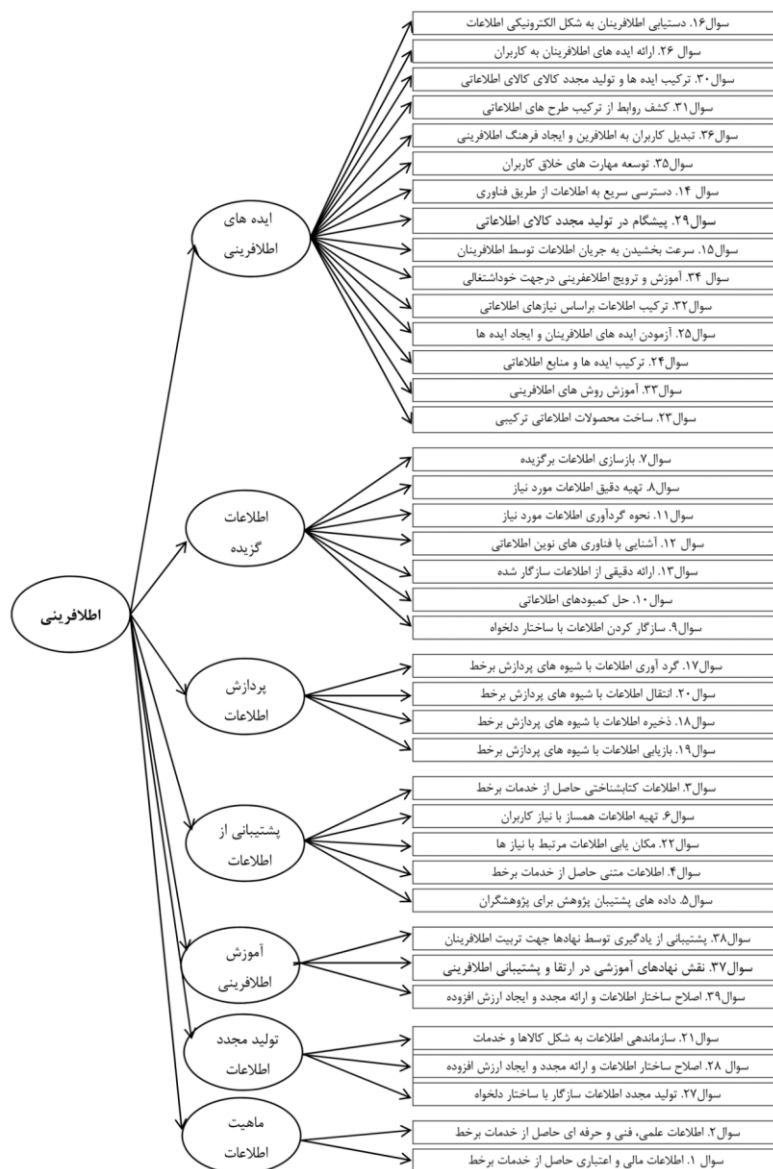 سوال۱۶. دستیابی اطلافرینان به شکل الکترونیکی اطلاعات
سوال ۲۶. ارائه ایده های اطلافرینان به کاربران
سوال۳۰. ترکیب ایده ها و تولید مجدد کالای کالای اطلاعاتی
سوال۳۱. کشف روابط از ترکیب طرح های اطلاعاتی
سوال۳۶. تبدیل کاربران به اطلافرین و ایجاد فرهنگ اطلافرینی
سوال۳۵. توسعه مهارت های خلاق کاربران
سوال ۱۴. دسترسی سریع به اطلاعات از طریق فناوری
سوال۲۹. پیشگام در تولید مجدد کالای اطلاعاتی
سوال۱۵. سرعت بخشیدن به جریان اطلاعات توسط اطلافرینان
سوال ۳۴. آموزش و ترویج اطلاعفرینی درجهت خوداشتغالی
سوال۳۲. ترکیب اطلاعات براساس نیازهای اطلاعاتی
سوال۲۵. آزمودن ایده های اطلافرینان و ایجاد ایده ها
سوال۲۴. ترکیب ایده ها و منابع اطلاعاتی
سوال۳۳. آموزش روش های اطلافرینی
سوال۲۳. ساخت محصولات اطلاعاتی ترکیبی
ایده های
اطلافرینی
سوال۷. بازسازی اطلاعات برگزیده
سوال۸. تهیه دقیق اطلاعات مورد نیاز
سوال۱۱. نحوه گردآوری اطلاعات مورد نیاز
سوال ۱۲. آشنایی با فناوری های نوین اطلاعاتی
سوال۱۳. ارائه دقیقی از اطلاعات سازگار شده
سوال۱۰. حل کمبودهای اطلاعاتی
سوال۹. سازگار کردن اطلاعات با ساختار دلخواه
اطلاعات
گزیده
اطلافرینی
سوال۱۷. گرد آوری اطلاعات با شیوه های پردازش برخط
سوال۲۰. انتقال اطلاعات با شیوه های پردازش برخط
سوال۱۸. ذخیره اطلاعات با شیوه های پردازش برخط
سوال۱۹. بازیابی اطلاعات با شیوه های پردازش برخط
پردازش
اطلاعات
سوال۳. اطلاعات کتابشناختی حاصل از خدمات برخط
سوال۶. تهیه اطلاعات همساز با نیاز کاربران
سوال۲۲. مکان یابی اطلاعات مرتبط با نیاز ها
سوال۴. اطلاعات متنی حاصل از خدمات برخط
سوال۵. داده های پشتیبان پژوهش برای پژوهشگران
پشتیبانی از
اطلاعات
سوال۳۸. پشتیبانی از یادگیری توسط نهادها جهت تربیت اطلافرینان
سوال۳۷. نقش نهادهای آموزشی در ارتقا و پشتیبانی اطلافرینی
سوال۳۹. اصلاح ساختار اطلاعات و ارائه مجدد و ایجاد ارزش افزوده
آموزش
اطلافرینی
سوال۲۱. سازماندهی اطلاعات به شکل کالاها و خدمات
سوال ۲۸. اصلاح ساختار اطلاعات و ارائه مجدد و ایجاد ارزش افزوده
سوال۲۷. تولید مجدد اطلاعات سازگار با ساختار دلخواه
تولید مجدد
اطلاعات
سوال۲. اطلاعات علمی، فنی و حرفه ای حاصل از خدمات برخط
سوال ۱. اطلاعات مالی و اعتباری حاصل از خدمات برخط
ماهیت
اطلاعات